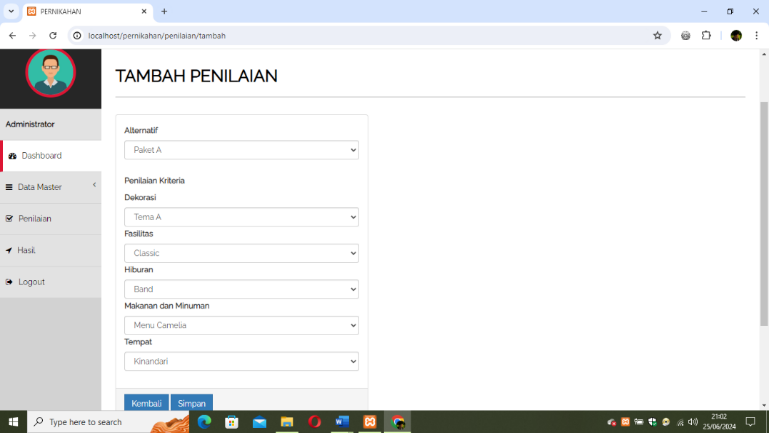 PERNIKAHAN
localhost/pernikahan/penilaian/tambah
TAMBAH PENILAIAN
Administrator
Dashboard
Data Master
Penilaian
Hasil
Logout
Alternatif
Paket A
Penilaian Kriteria
Dekorasi
Tema A
Fasilitas
Classic
Hiburan
Band
Makanan dan Minuman
Menu Camelia
Tempat
Kinandari
Kembali
Simpan
Type here to search
21:02
25/06/2024